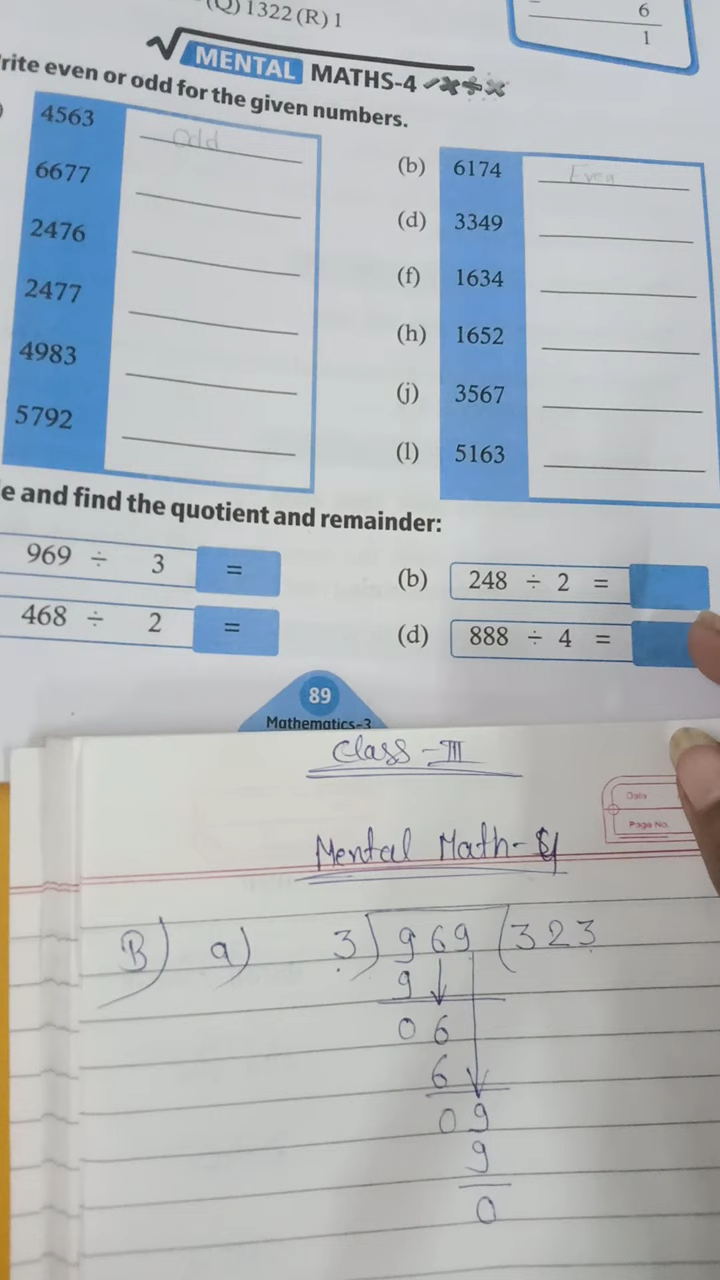 (Q) 1322 (R) 1
6
1
MENTAL MATHS-4
rite even or odd for the given numbers.
4563 Odd
(b) 6174 Even
6677
(d) 3349
2476
(f) 1634
2477
(h) 1652
4983
(j) 3567
5792
(l) 5163
e and find the quotient and remainder:
969 ÷ 3 =
(b) 248 ÷ 2 =
468 ÷ 2 =
(d) 888 ÷ 4 =
89
Mathematics-3
Class - III
Date
Page No.
Mental Math - 4
B) a) 3) 969 (323
9
06
6
09
9
0